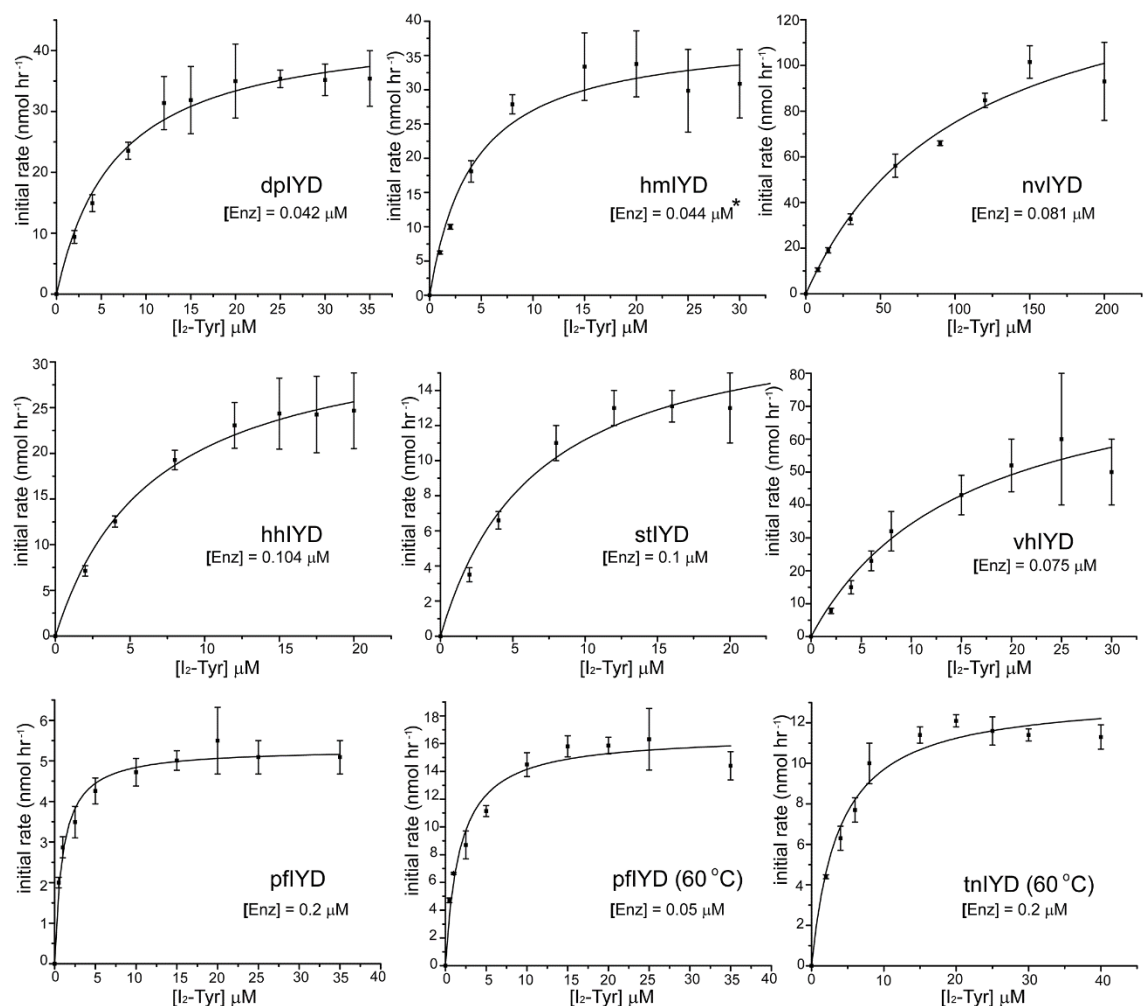 initial rate (nmol hr⁻¹)
40
30
20
10
0
dpIYD
[Enz] = 0.042 μM
0 5 10 15 20 25 30 35
[I₂-Tyr] μM
initial rate (nmol hr⁻¹)
40
35
30
25
20
15
10
5
0
hmIYD
[Enz] = 0.044 μM*
0 5 10 15 20 25 30
[I₂-Tyr] μM
initial rate (nmol hr⁻¹)
120
100
80
60
40
20
0
nvIYD
[Enz] = 0.081 μM
0 50 100 150 200
[I₂-Tyr] μM
initial rate (nmol hr⁻¹)
30
25
20
15
10
5
0
hhIYD
[Enz] = 0.104 μM
0 5 10 15 20
[I₂-Tyr] μM
initial rate (nmol hr⁻¹)
14
12
10
8
6
4
2
0
stIYD
[Enz] = 0.1 μM
0 5 10 15 20
[I₂-Tyr] μM
initial rate (nmol hr⁻¹)
80
70
60
50
40
30
20
10
0
vhIYD
[Enz] = 0.075 μM
0 5 10 15 20 25 30
[I₂-Tyr] μM
initial rate (nmol hr⁻¹)
6
5
4
3
2
1
0
pfIYD
[Enz] = 0.2 μM
0 5 10 15 20 25 30 35 40
[I₂-Tyr] μM
initial rate (nmol hr⁻¹)
18
16
14
12
10
8
6
4
2
0
pfIYD (60 °C)
[Enz] = 0.05 μM
0 5 10 15 20 25 30 35 40
[I₂-Tyr] μM
initial rate (nmol hr⁻¹)
12
10
8
6
4
2
0
tnIYD (60 °C)
[Enz] = 0.2 μM
0 10 20 30 40
[I₂-Tyr] μM